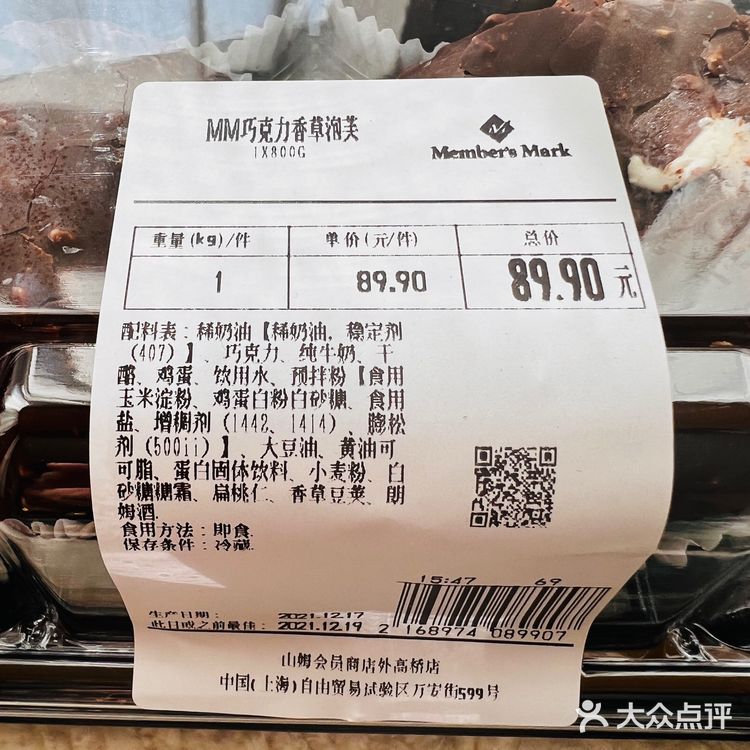 MM巧克力香草泡芙
1X800G
Member's Mark
重量(kg)/件 单价(元/件) 总价
1 89.90 89.90元
配料表：稀奶油【稀奶油，稳定剂
（407）】、巧克力、纯牛奶、干
酪、鸡蛋、饮用水、预拌粉【食用
玉米淀粉、鸡蛋白粉白砂糖、食用
盐、增稠剂（1442、1414）、膨松
剂（500ii）】、大豆油、黄油可
可脂、蛋白固体饮料、小麦粉、白
砂糖糖霜、扁桃仁、香草豆荚、朗
姆酒.
食用方法：即食.
保存条件：冷藏.
15:47 69
生产日期： 2021.12.17
此日或之前最佳： 2021.12.19
2 168974 089907
山姆会员商店外高桥店
中国(上海)自由贸易试验区万安街599号
大众点评